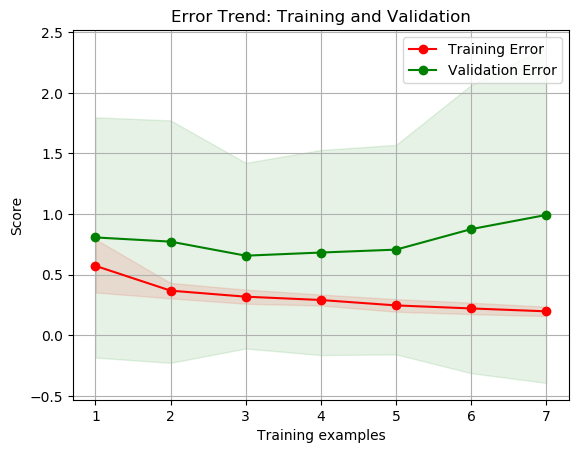 Error Trend: Training and Validation
Training Error
Validation Error
Score
2.5
2.0
1.5
1.0
0.5
0.0
−0.5
1 2 3 4 5 6 7
Training examples